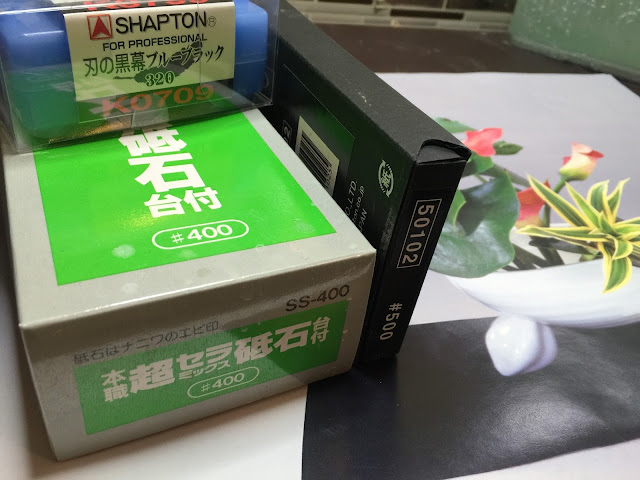 SHAPTON®
FOR PROFESSIONAL
刃の黒幕ブルーブラック
320
K0709
砥石
台付
#400
SS-400
砥石はナニワのエビ印
本職 超セラミックス砥石台付
#400
50102
#500